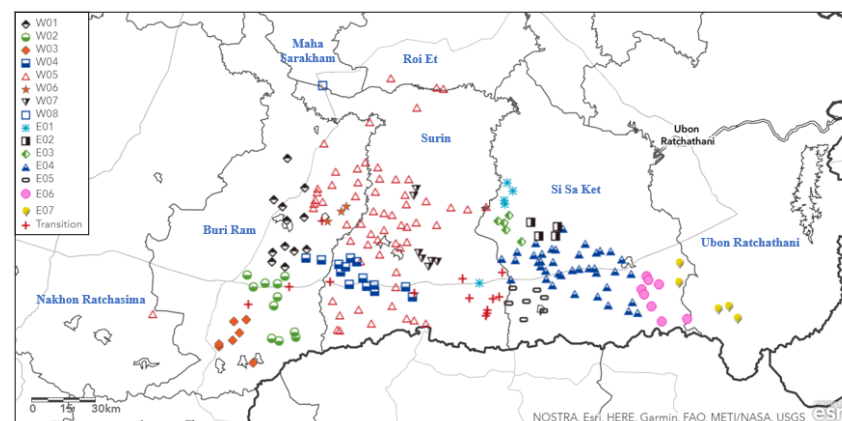 W01
W02
W03
W04
W05
W06
W07
W08
E01
E02
E03
E04
E05
E06
E07
Transition
Maha
Sarakham
Roi Et
Surin
Ubon
Ratchathani
Si Sa Ket
Buri Ram
Ubon Ratchathani
Nakhon Ratchasima
0 15 30km
NOSTRA, Esri, HERE, Garmin, FAO, METI/NASA, USGS
esri